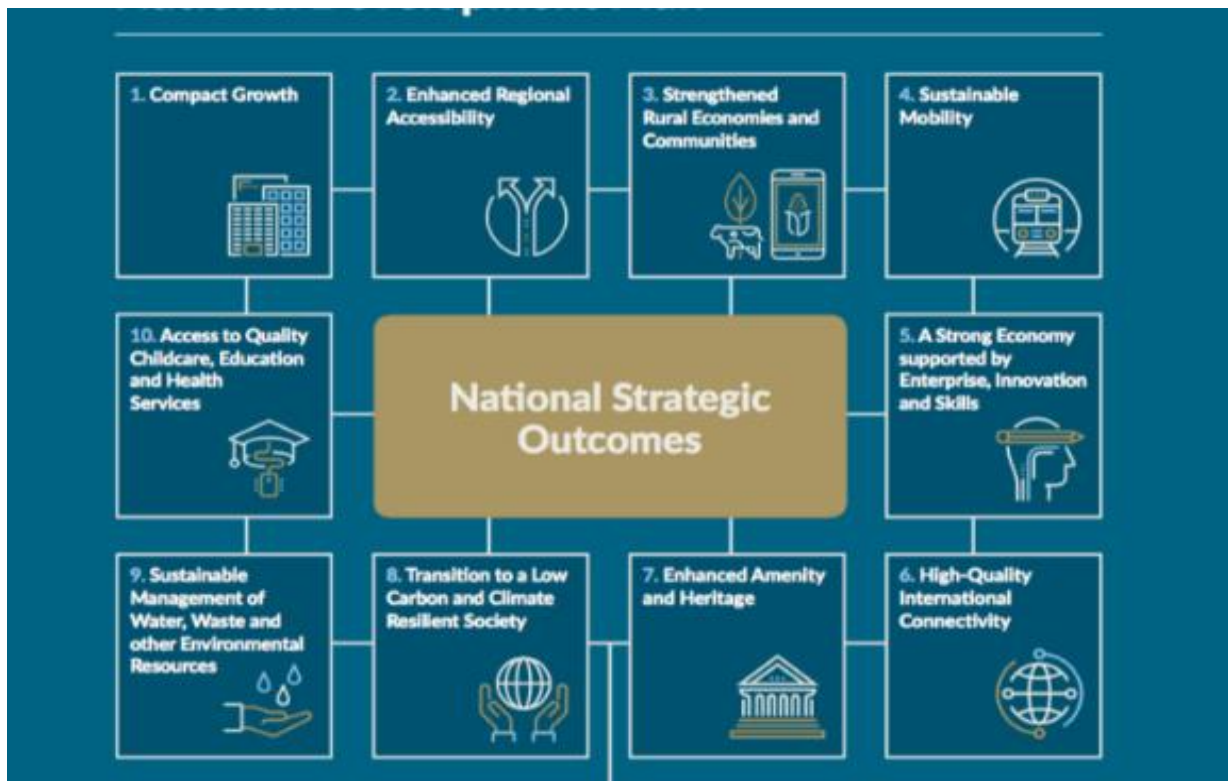 1. Compact Growth
2. Enhanced Regional
Accessibility
3. Strengthened
Rural Economies and
Communities
4. Sustainable
Mobility
10. Access to Quality
Childcare, Education
and Health
Services
National Strategic
Outcomes
5. A Strong Economy
supported by
Enterprise, Innovation
and Skills
9. Sustainable
Management of
Water, Waste and
other Environmental
Resources
8. Transition to a Low
Carbon and Climate
Resilient Society
7. Enhanced Amenity
and Heritage
6. High-Quality
International
Connectivity